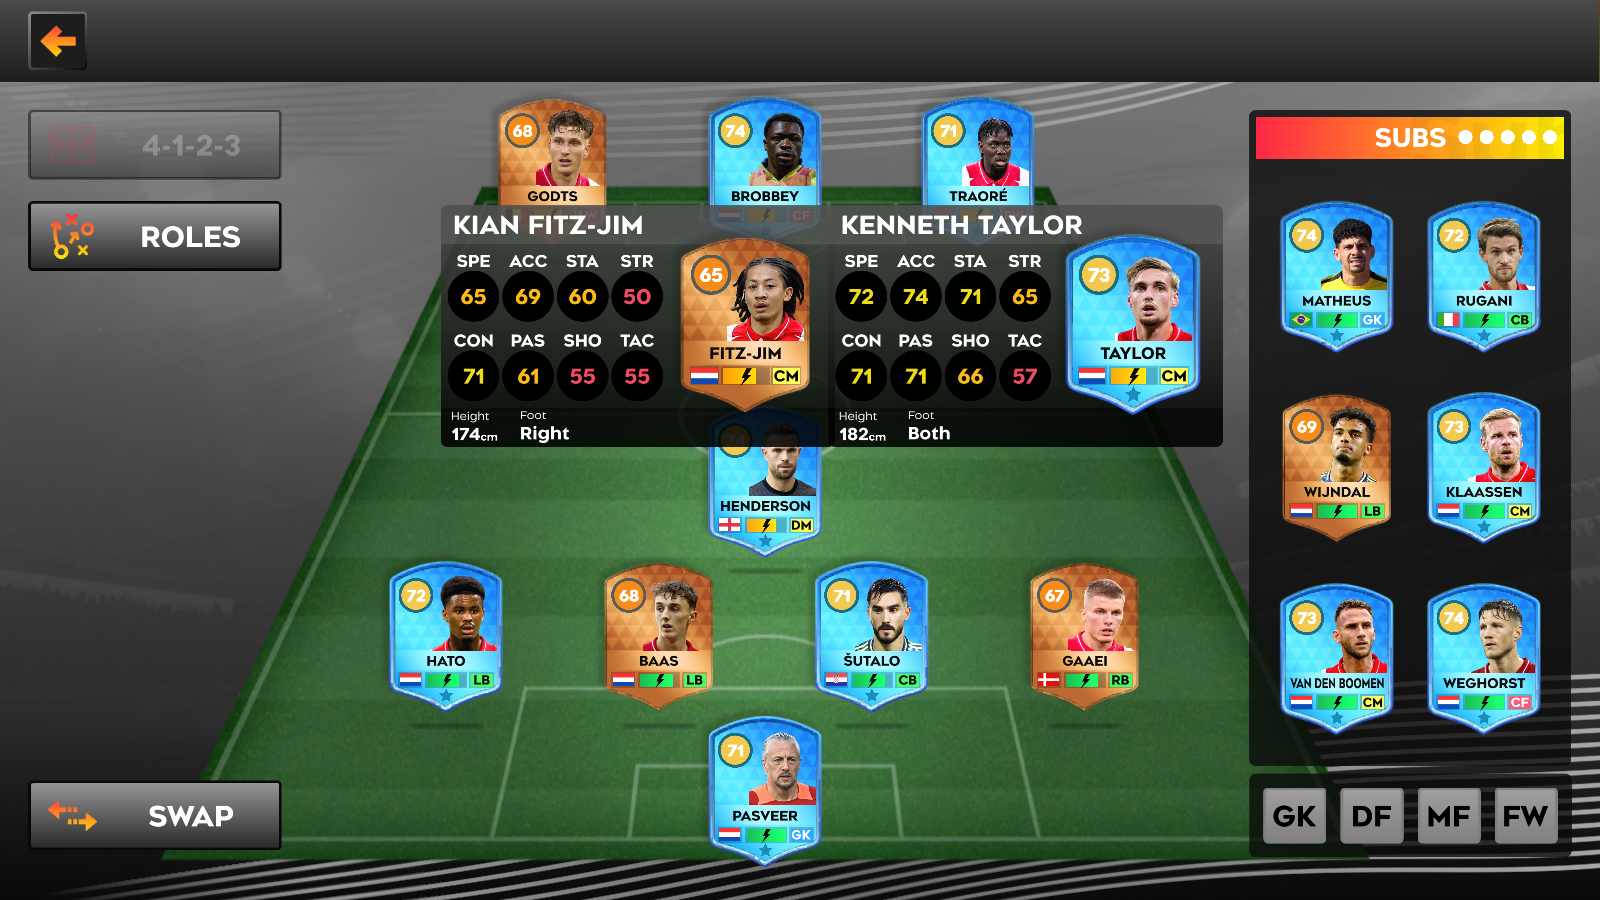 4-1-2-3
ROLES
SWAP
68
GODTS
74
BROBBEY
CF
71
TRAORÉ
KIAN FITZ-JIM
SPE ACC STA STR
65 69 60 50
CON PAS SHO TAC
71 61 55 55
Height Foot
174cm Right
65
FITZ-JIM
CM
KENNETH TAYLOR
SPE ACC STA STR
72 74 71 65
CON PAS SHO TAC
71 71 66 57
Height Foot
182cm Both
73
TAYLOR
CM
74
HENDERSON
DM
72
HATO
LB
68
BAAS
LB
71
ŠUTALO
CB
67
GAAEI
RB
71
PASVEER
GK
SUBS
74
MATHEUS
GK
72
RUGANI
CB
69
WIJNDAL
LB
73
KLAASSEN
CM
73
VAN DEN BOOMEN
CM
74
WEGHORST
CF
GK DF MF FW